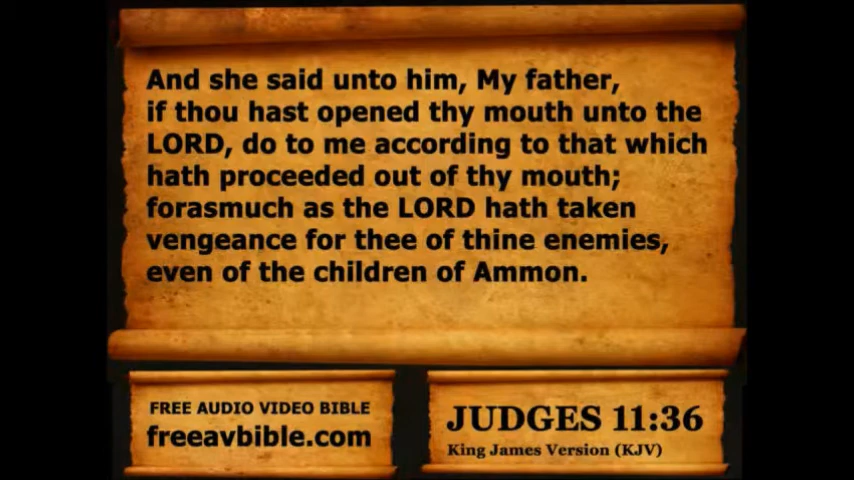 And she said unto him, My father,
if thou hast opened thy mouth unto the
LORD, do to me according to that which
hath proceeded out of thy mouth;
forasmuch as the LORD hath taken
vengeance for thee of thine enemies,
even of the children of Ammon.
FREE AUDIO VIDEO BIBLE
freeavbible.com
JUDGES 11:36
King James Version (KJV)